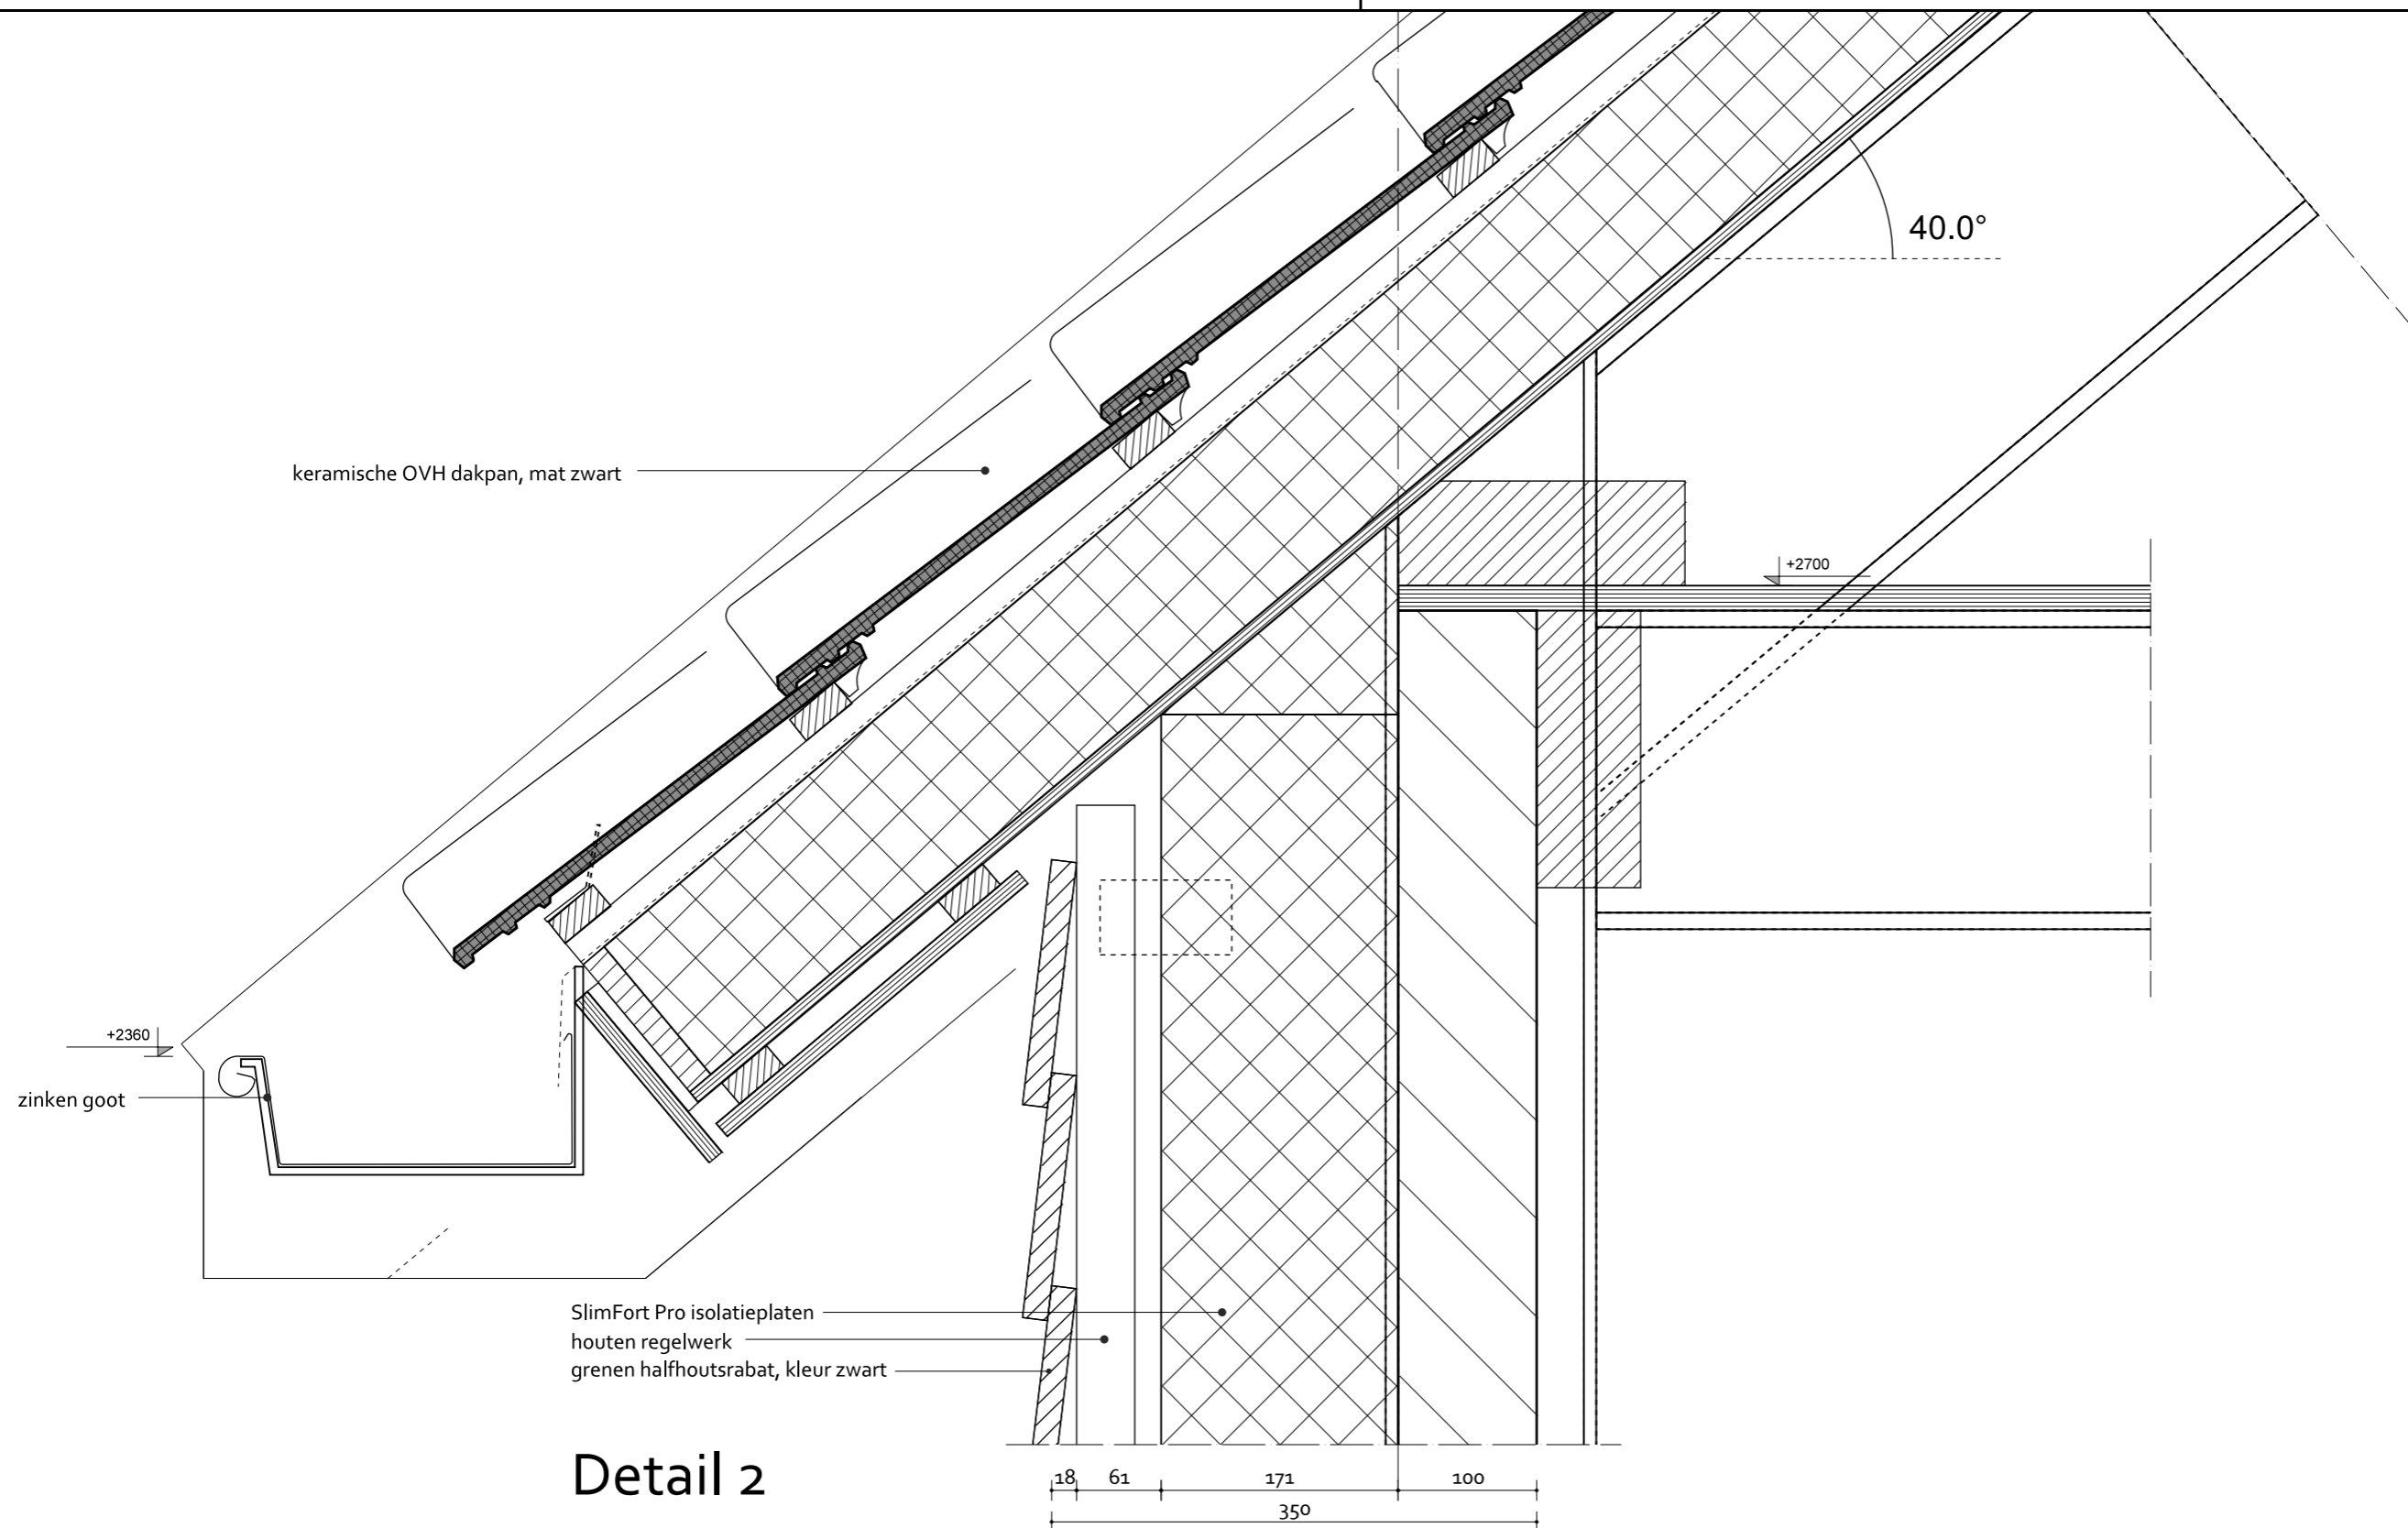 40.0°
keramische OVH dakpan, mat zwart
+2700
+2360
zinken goot
SlimFort Pro isolatieplaten
houten regelwerk
grenen halfhoutsrabat, kleur zwart
Detail 2
18 61 171 100
350